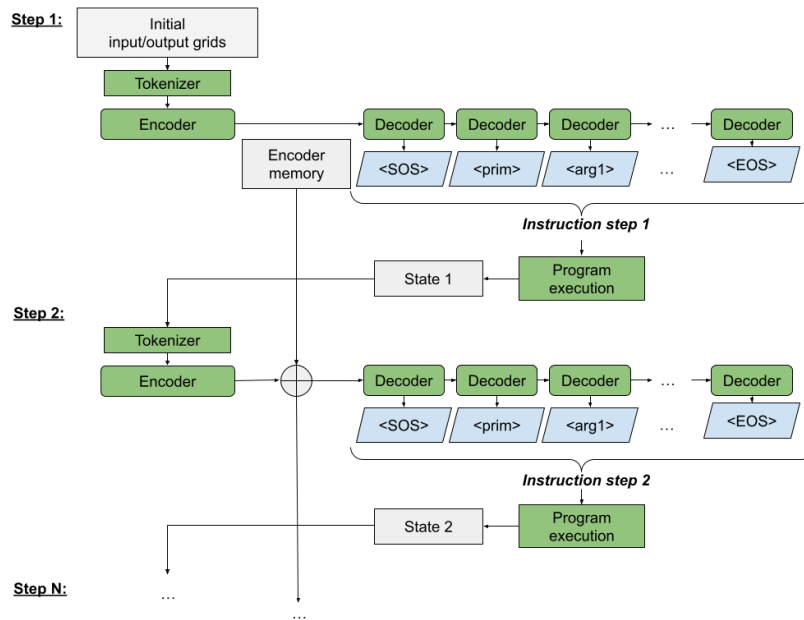 Step 1:
Initial
input/output grids
Tokenizer
Encoder
Decoder
Decoder
Decoder
...
Decoder
Encoder
memory
<SOS>
<prim>
<arg1>
...
<EOS>
Instruction step 1
State 1
Program
execution
Step 2:
Tokenizer
Encoder
Decoder
Decoder
Decoder
...
Decoder
<SOS>
<prim>
<arg1>
...
<EOS>
Instruction step 2
State 2
Program
execution
Step N:
...
...